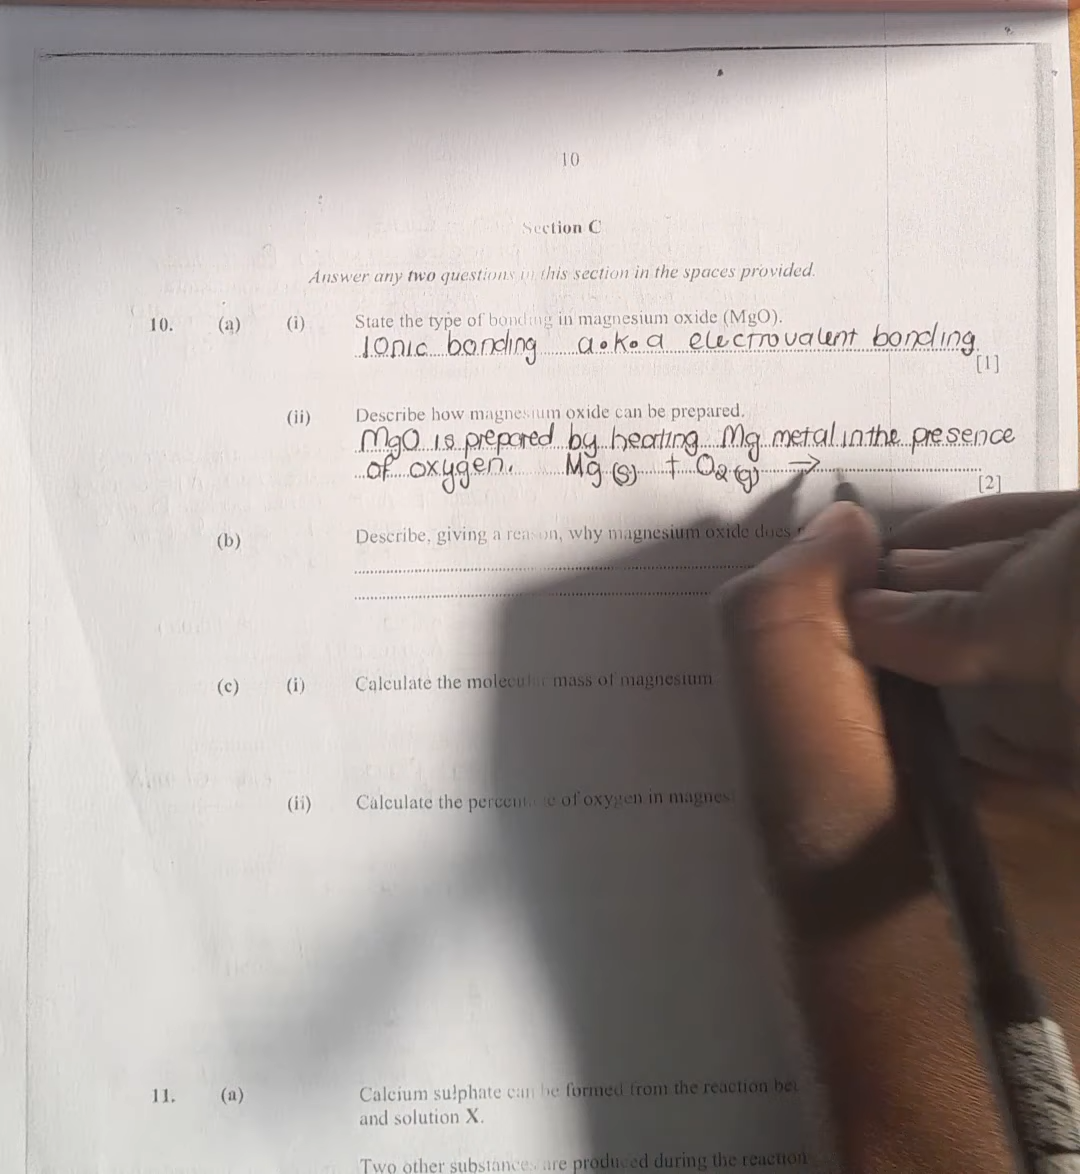 10
Section C
Answer any two questions in this section in the spaces provided.
10. (a) (i) State the type of bonding in magnesium oxide (MgO).
Ionic bonding a.k.a electrovalent bonding
[1]
(ii) Describe how magnesium oxide can be prepared.
MgO is prepared by heating Mg metal in the presence
of oxygen. Mg (s) + O2 (g) →
[2]
(b) Describe, giving a reason, why magnesium oxide does
(c) (i) Calculate the molecular mass of magnesium
(ii) Calculate the percentage of oxygen in magnes
11. (a) Calcium sulphate can be formed from the reaction be
and solution X.
Two other substances are produced during the reaction